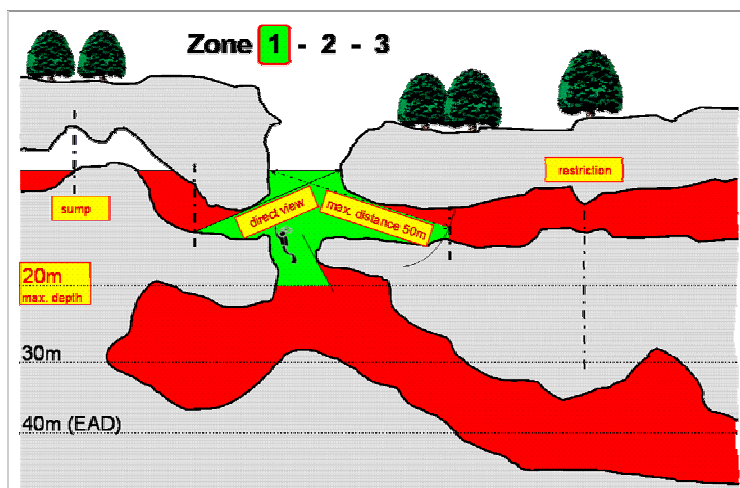 Zone 1 - 2 - 3
restriction
sump
direct view
max. distance 50m
20m
max. depth
30m
40m (EAD)